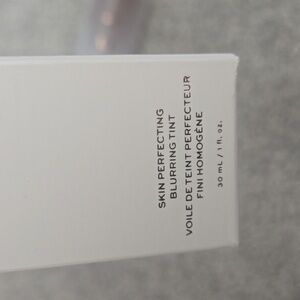 SKIN PERFECTING
BLURRING TINT
VOILE DE TEINT PERFECTEUR
FINI HOMOGÈNE
30 mL / 1 fl. oz.